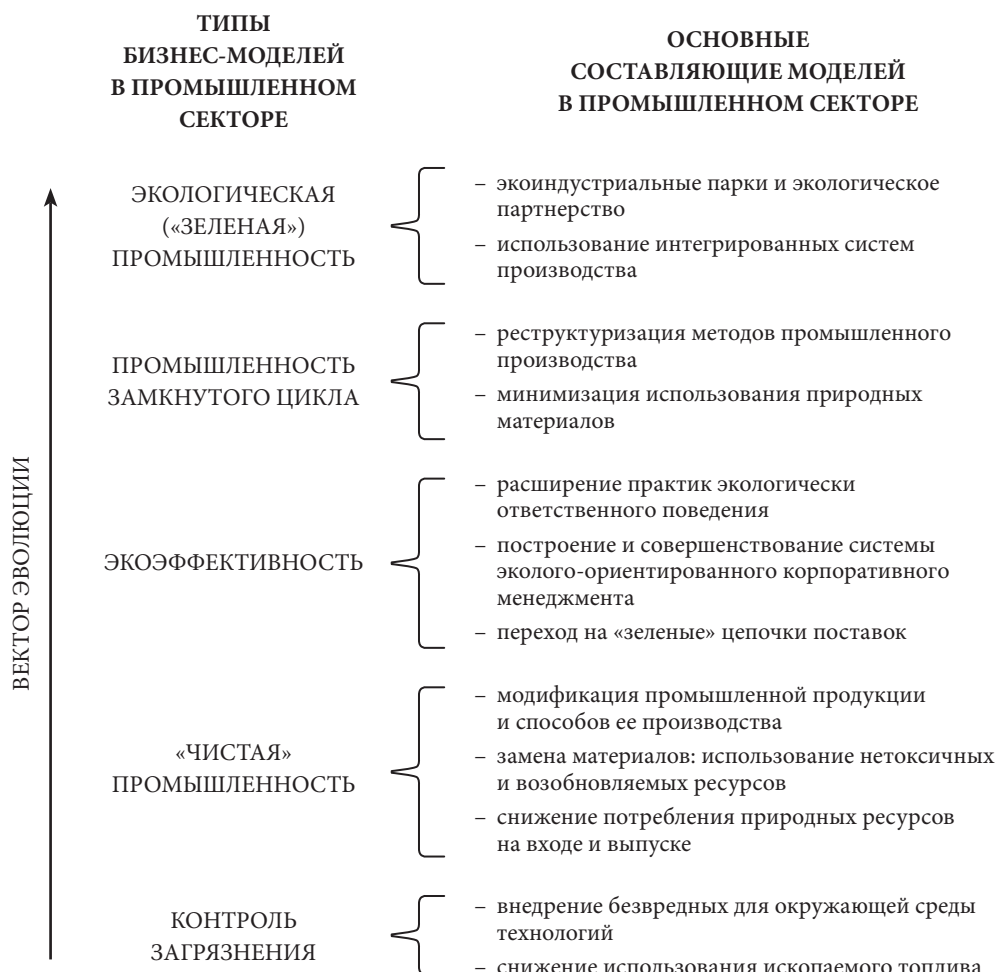 ТИПЫ
БИЗНЕС-МОДЕЛЕЙ
В ПРОМЫШЛЕННОМ
СЕКТОРЕ
ОСНОВНЫЕ
СОСТАВЛЯЮЩИЕ МОДЕЛЕЙ
В ПРОМЫШЛЕННОМ СЕКТОРЕ
ВЕКТОР ЭВОЛЮЦИИ
ЭКОЛОГИЧЕСКАЯ
(«ЗЕЛЕНАЯ»)
ПРОМЫШЛЕННОСТЬ
– экоиндустриальные парки и экологическое
партнерство
– использование интегрированных систем
производства
ПРОМЫШЛЕННОСТЬ
ЗАМКНУТОГО ЦИКЛА
– реструктуризация методов промышленного
производства
– минимизация использования природных
материалов
ЭКОЭФФЕКТИВНОСТЬ
– расширение практик экологически
ответственного поведения
– построение и совершенствование системы
эколого-ориентированного корпоративного
менеджмента
– переход на «зеленые» цепочки поставок
«ЧИСТАЯ»
ПРОМЫШЛЕННОСТЬ
– модификация промышленной продукции
и способов ее производства
– замена материалов: использование нетоксичных
и возобновляемых ресурсов
– снижение потребления природных ресурсов
на входе и выпуске
КОНТРОЛЬ
ЗАГРЯЗНЕНИЯ
– внедрение безвредных для окружающей среды
технологий
– снижение использования ископаемого топлива